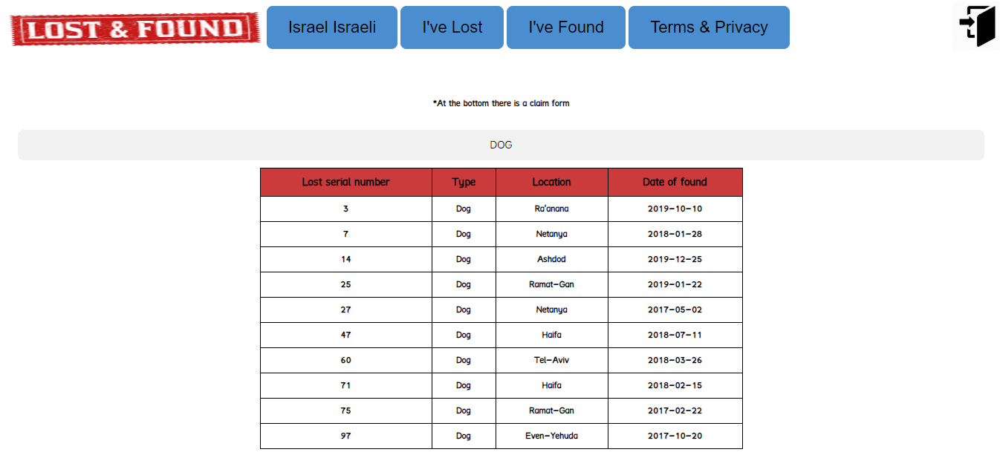 LOST & FOUND Israel Israeli I've Lost I've Found Terms & Privacy
*At the bottom there is a claim form
DOG
Lost serial number Type Location Date of found
3 Dog Ra'anana 2019-10-10
7 Dog Netanya 2018-01-28
14 Dog Ashdod 2019-12-25
25 Dog Ramat-Gan 2019-01-22
27 Dog Netanya 2017-05-02
47 Dog Haifa 2018-07-11
60 Dog Tel-Aviv 2018-03-26
71 Dog Haifa 2018-02-15
75 Dog Ramat-Gan 2017-02-22
97 Dog Even-Yehuda 2017-10-20